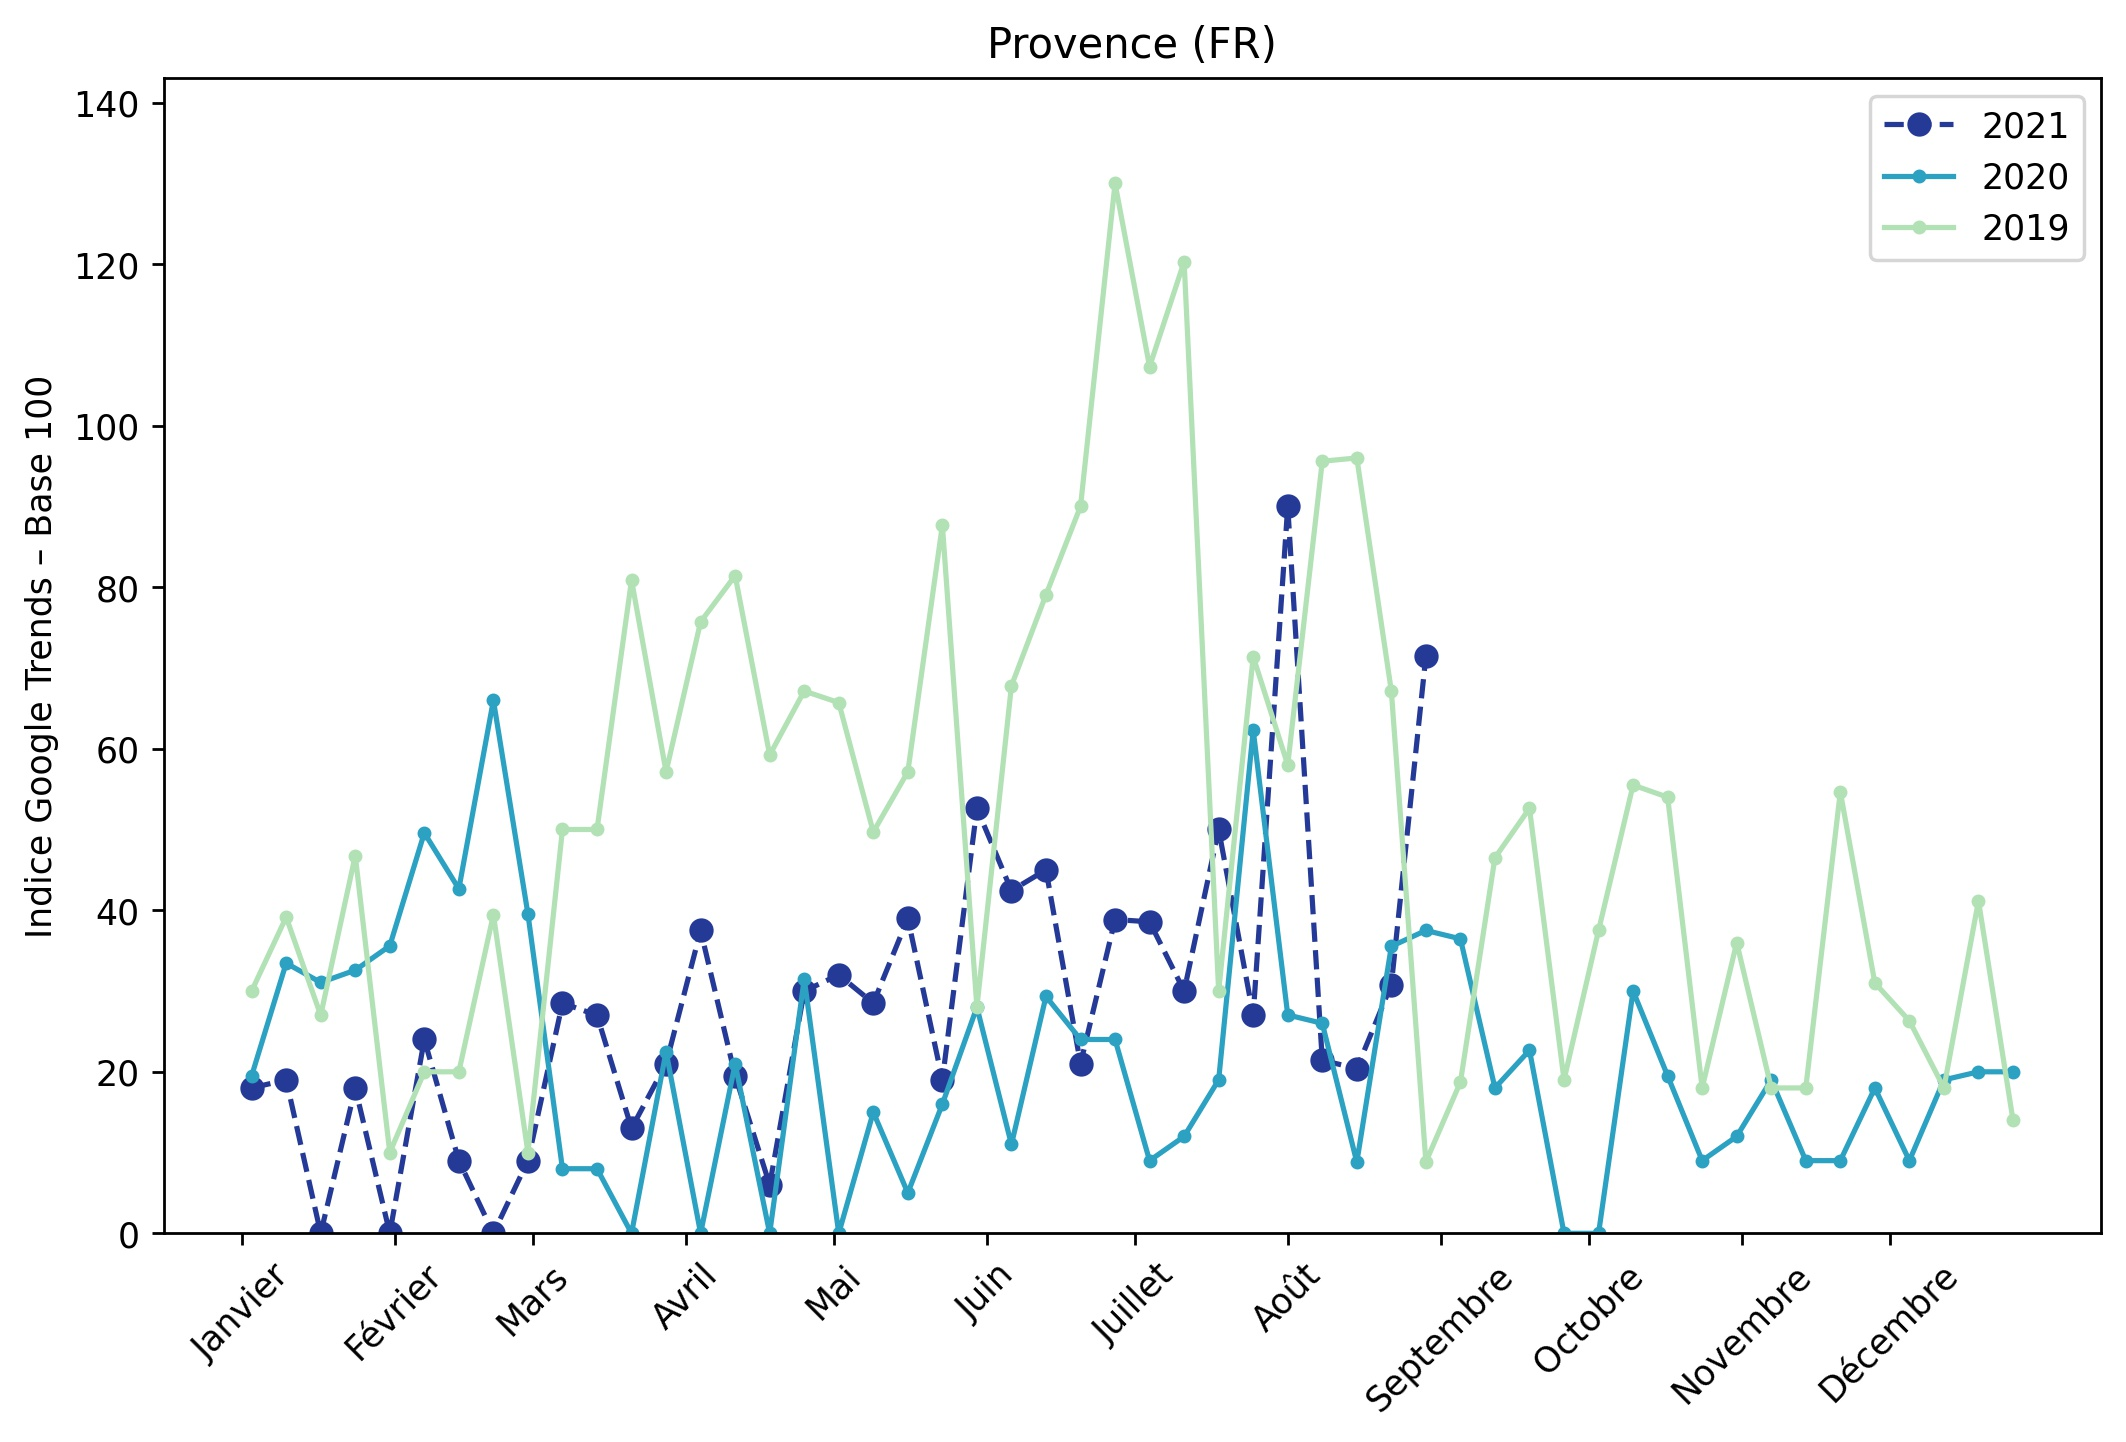 Provence (FR)
Indice Google Trends – Base 100
140
120
100
80
60
40
20
0
2021
2020
2019
Janvier
Février
Mars
Avril
Mai
Juin
Juillet
Août
Septembre
Octobre
Novembre
Décembre